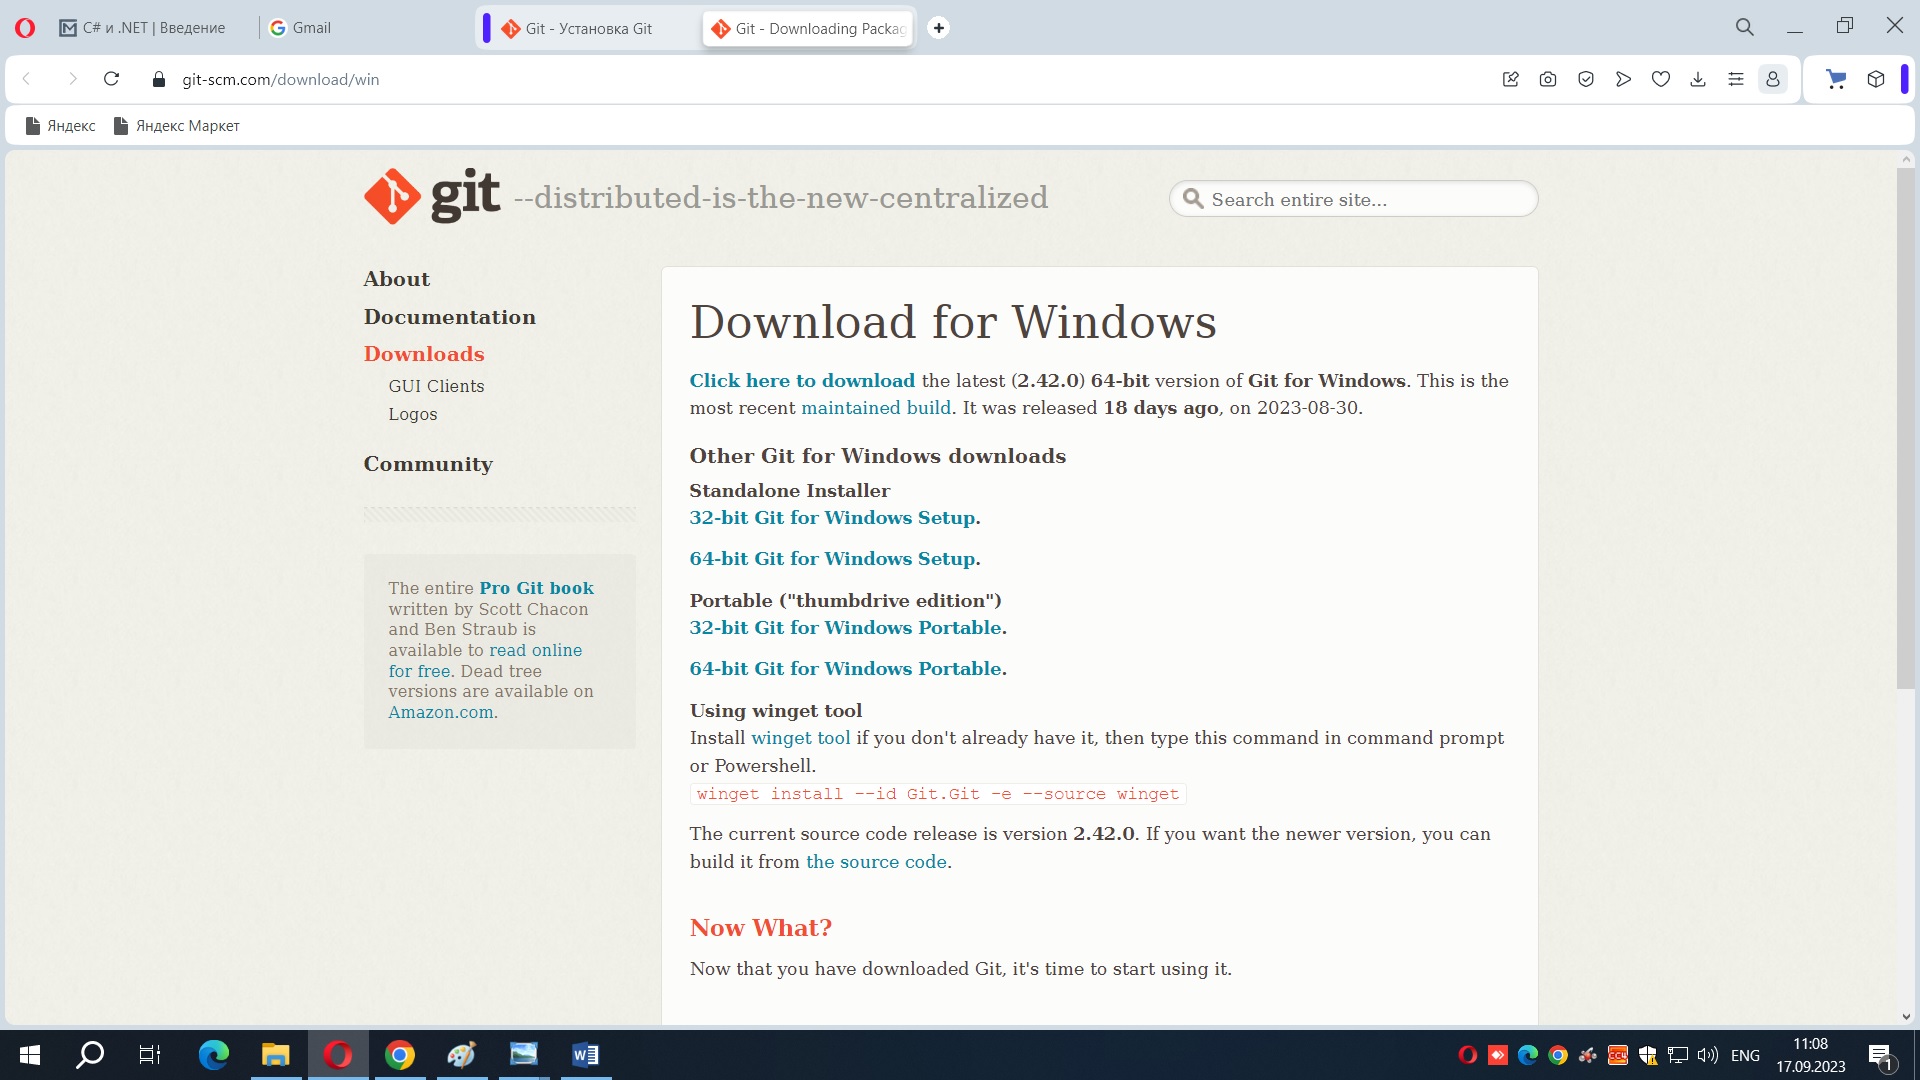 C# и .NET | Введение
Gmail
Git - Установка Git
Git - Downloading Packag
git-scm.com/download/win
Яндекс
Яндекс Маркет
git --distributed-is-the-new-centralized
Search entire site...
About
Documentation
Downloads
GUI Clients
Logos
Community
The entire Pro Git book
written by Scott Chacon
and Ben Straub is
available to read online
for free. Dead tree
versions are available on
Amazon.com.
Download for Windows
Click here to download the latest (2.42.0) 64-bit version of Git for Windows. This is the
most recent maintained build. It was released 18 days ago, on 2023-08-30.
Other Git for Windows downloads
Standalone Installer
32-bit Git for Windows Setup.
64-bit Git for Windows Setup.
Portable ("thumbdrive edition")
32-bit Git for Windows Portable.
64-bit Git for Windows Portable.
Using winget tool
Install winget tool if you don't already have it, then type this command in command prompt
or Powershell.
winget install --id Git.Git -e --source winget
The current source code release is version 2.42.0. If you want the newer version, you can
build it from the source code.
Now What?
Now that you have downloaded Git, it's time to start using it.
ENG
11:08
17.09.2023
1